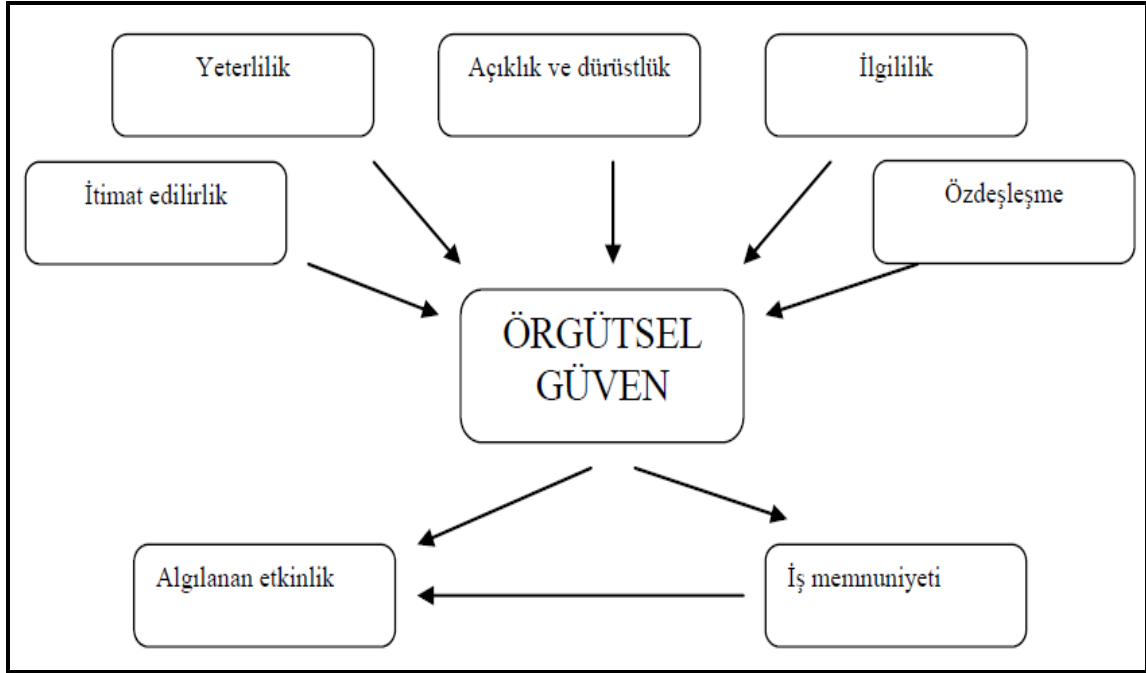 Yeterlilik
Açıklık ve dürüstlük
İlgililik
İtimat edilirlik
Özdeşleşme
ÖRGÜTSEL
GÜVEN
Algılanan etkinlik
İş memnuniyeti